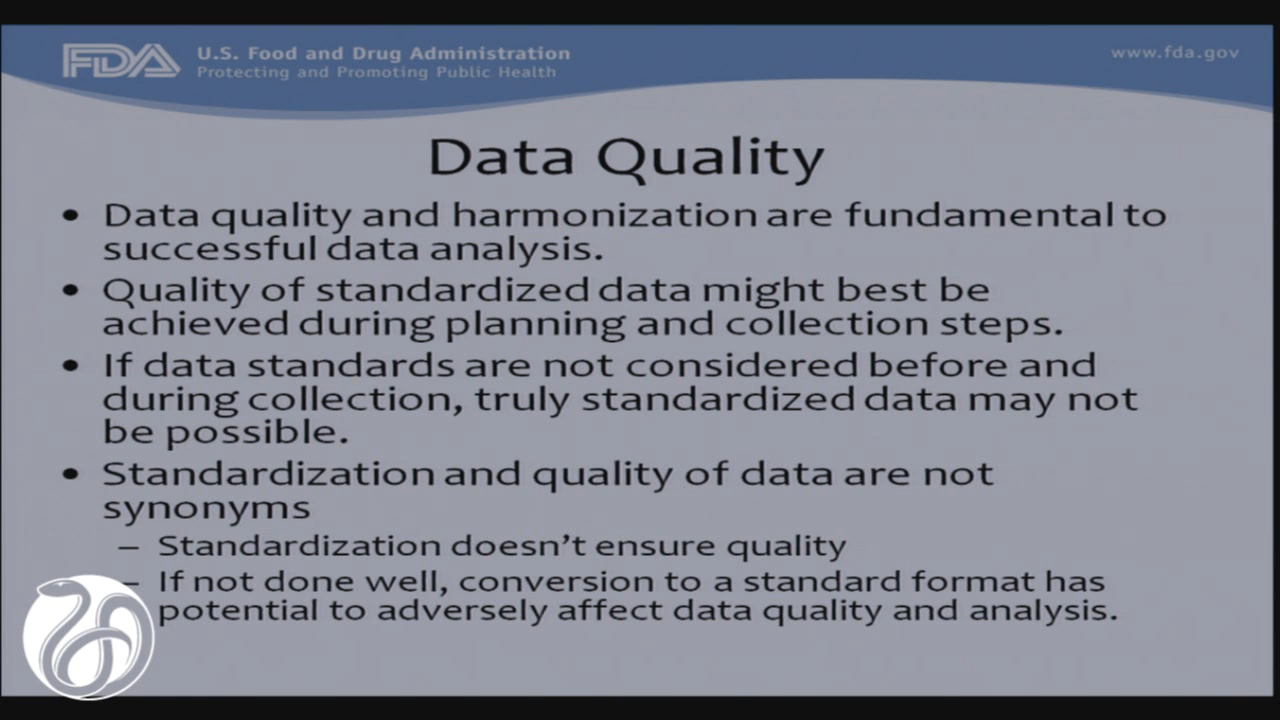 FDA
U.S. Food and Drug Administration
Protecting and Promoting Public Health
www.fda.gov
Data Quality
• Data quality and harmonization are fundamental to
successful data analysis.
• Quality of standardized data might best be
achieved during planning and collection steps.
• If data standards are not considered before and
during collection, truly standardized data may not
be possible.
• Standardization and quality of data are not
synonyms
– Standardization doesn't ensure quality
– If not done well, conversion to a standard format has
potential to adversely affect data quality and analysis.